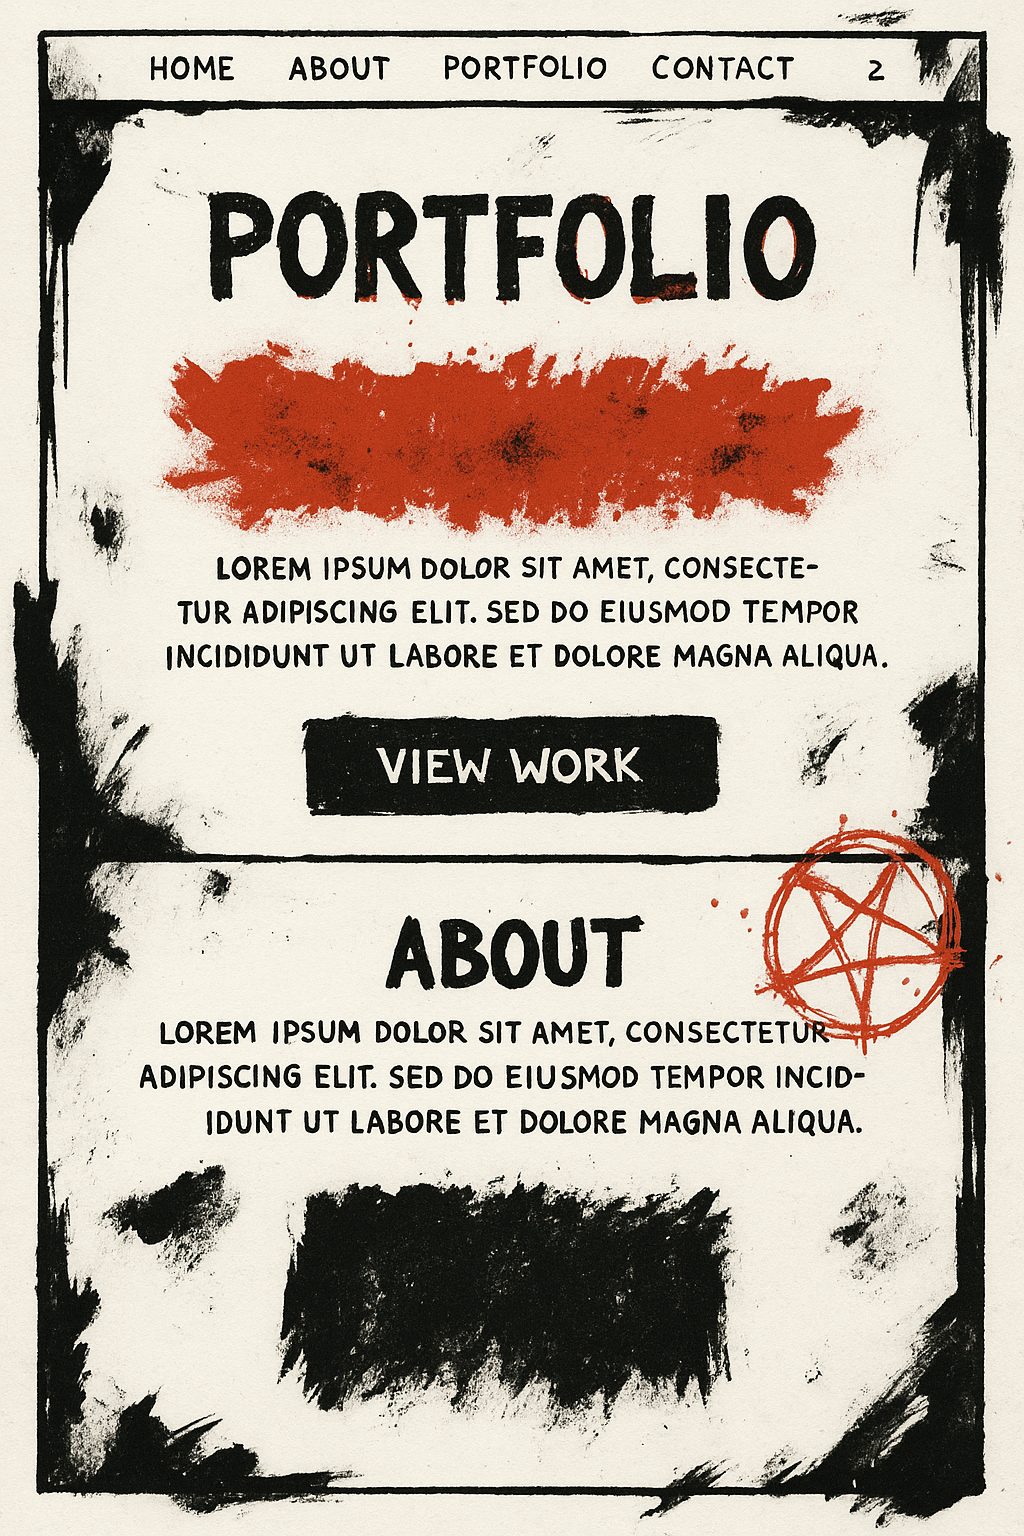 HOME ABOUT PORTFOLIO CONTACT 2
PORTFOLIO
LOREM IPSUM DOLOR SIT AMET, CONSECTE-
TUR ADIPISCING ELIT. SED DO EIUSMOD TEMPOR
INCIDIDUNT UT LABORE ET DOLORE MAGNA ALIQUA.
VIEW WORK
ABOUT
LOREM IPSUM DOLOR SIT AMET, CONSECTETUR
ADIPISCING ELIT. SED DO EIUSMOD TEMPOR INCID-
IDUNT UT LABORE ET DOLORE MAGNA ALIQUA.